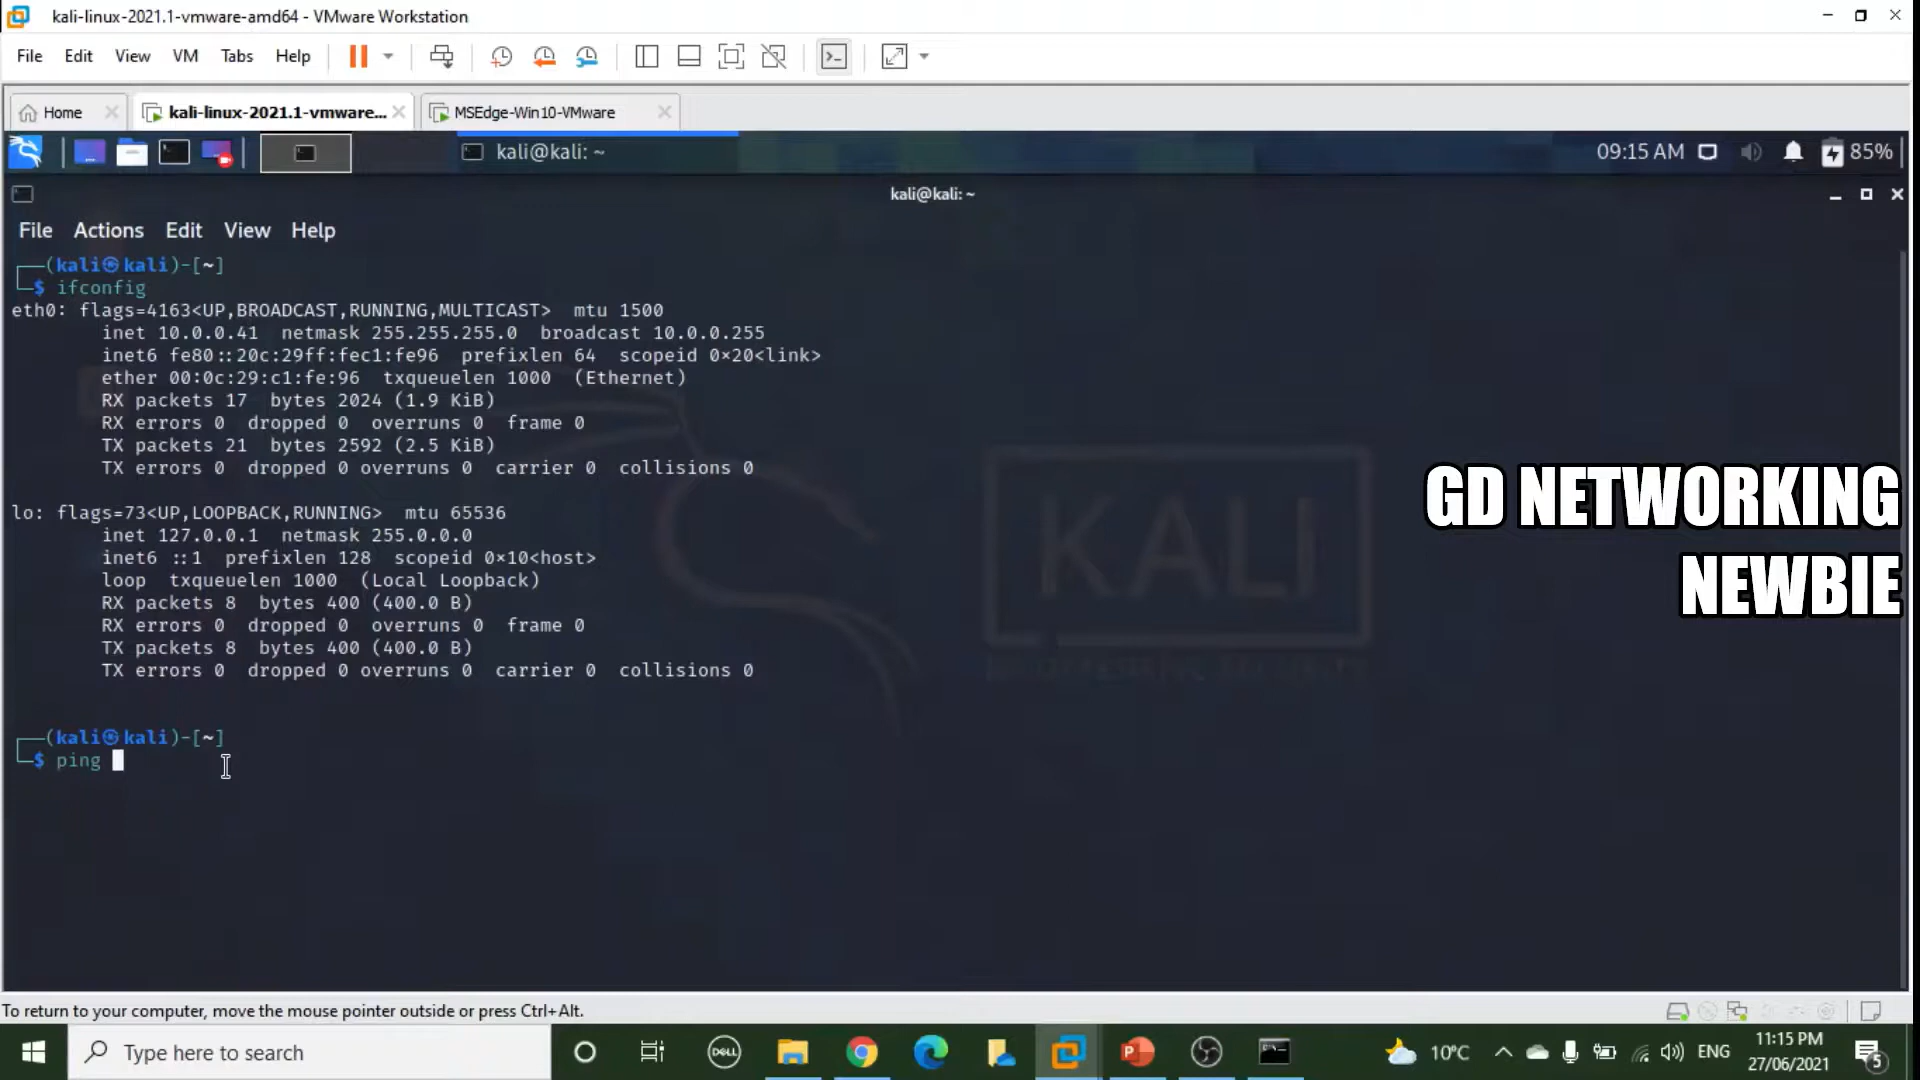 kali-linux-2021.1-vmware-amd64 - VMware Workstation
File Edit View VM Tabs Help
Home kali-linux-2021.1-vmware... MSEdge-Win10-VMware
kali@kali: ~ 09:15 AM 85%
kali@kali: ~
File Actions Edit View Help
(kali㉿kali)-[~]
$ ifconfig
eth0: flags=4163<UP,BROADCAST,RUNNING,MULTICAST> mtu 1500
inet 10.0.0.41 netmask 255.255.255.0 broadcast 10.0.0.255
inet6 fe80::20c:29ff:fec1:fe96 prefixlen 64 scopeid 0×20<link>
ether 00:0c:29:c1:fe:96 txqueuelen 1000 (Ethernet)
RX packets 17 bytes 2024 (1.9 KiB)
RX errors 0 dropped 0 overruns 0 frame 0
TX packets 21 bytes 2592 (2.5 KiB)
TX errors 0 dropped 0 overruns 0 carrier 0 collisions 0
lo: flags=73<UP,LOOPBACK,RUNNING> mtu 65536
inet 127.0.0.1 netmask 255.0.0.0
inet6 ::1 prefixlen 128 scopeid 0×10<host>
loop txqueuelen 1000 (Local Loopback)
RX packets 8 bytes 400 (400.0 B)
RX errors 0 dropped 0 overruns 0 frame 0
TX packets 8 bytes 400 (400.0 B)
TX errors 0 dropped 0 overruns 0 carrier 0 collisions 0
(kali㉿kali)-[~]
$ ping
KALI
GD NETWORKING
NEWBIE
To return to your computer, move the mouse pointer outside or press Ctrl+Alt.
Type here to search
DELL
10°C
ENG
11:15 PM
27/06/2021
5